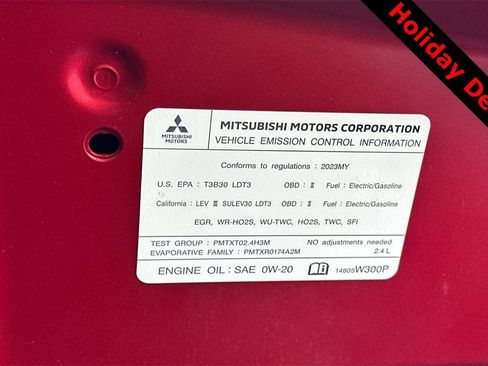 Holiday De
MITSUBISHI
MOTORS
MITSUBISHI MOTORS CORPORATION
VEHICLE EMISSION CONTROL INFORMATION
Conforms to regulations : 2023MY
U.S. EPA : T3B30 LDT3 OBD : II Fuel : Electric/Gasoline
California : LEV III SULEV30 LDT3 OBD : II Fuel : Electric/Gasoline
EGR, WR-HO2S, WU-TWC, HO2S, TWC, SFI
TEST GROUP : PMTXT02.4H3M NO adjustments needed
EVAPORATIVE FAMILY : PMTXR0174A2M 2.4 L
ENGINE OIL : SAE 0W-20 14805W300P